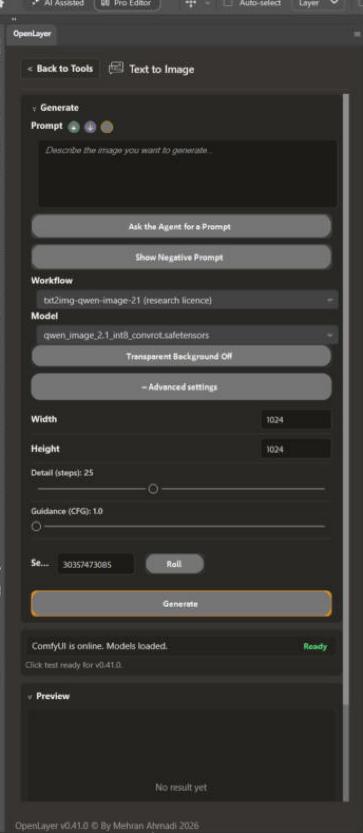 AI Assisted Pro Editor Auto-select Layer
OpenLayer
< Back to Tools Text to Image
Generate
Prompt
Describe the image you want to generate...
Ask the Agent for a Prompt
Show Negative Prompt
Workflow
txt2img-qwen-image-21 (research licence)
Model
qwen_image_2.1_int8_convrot.safetensors
Transparent Background Off
– Advanced settings
Width 1024
Height 1024
Detail (steps): 25
Guidance (CFG): 1.0
Se... 30357473085 Roll
Generate
ComfyUI is online. Models loaded. Ready
Click test ready for v0.41.0.
Preview
No result yet
OpenLayer v0.41.0 © By Mehran Ahmadi 2026